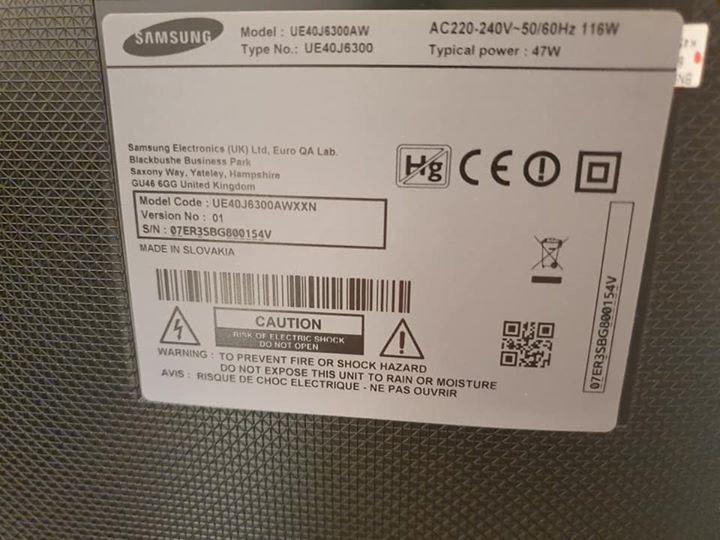 SAMSUNG
Model : UE40J6300AW
Type No.: UE40J6300
AC220-240V~50/60Hz 116W
Typical power : 47W
Samsung Electronics (UK) Ltd, Euro QA Lab.
Blackbushe Business Park
Saxony Way, Yateley, Hampshire
GU46 6GG United Kingdom
Hg CE
Model Code : UE40J6300AWXXN
Version No : 01
S/N : 07ER3SBG800154V
MADE IN SLOVAKIA
CAUTION
RISK OF ELECTRIC SHOCK
DO NOT OPEN
WARNING : TO PREVENT FIRE OR SHOCK HAZARD
DO NOT EXPOSE THIS UNIT TO RAIN OR MOISTURE
AVIS : RISQUE DE CHOC ELECTRIQUE - NE PAS OUVRIR
07ER3SBG800154V